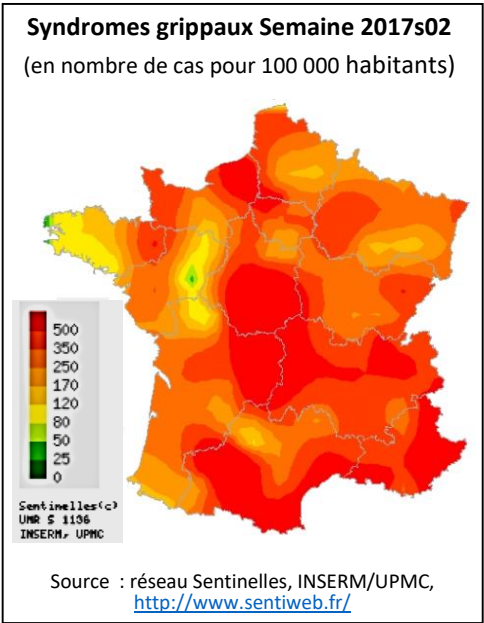 Syndromes grippaux Semaine 2017s02
(en nombre de cas pour 100 000 habitants)
500
350
250
170
120
80
50
25
0
Sentinelles(c)
UMR S 1136
INSERM, UPMC
Source : réseau Sentinelles, INSERM/UPMC,
http://www.sentiweb.fr/